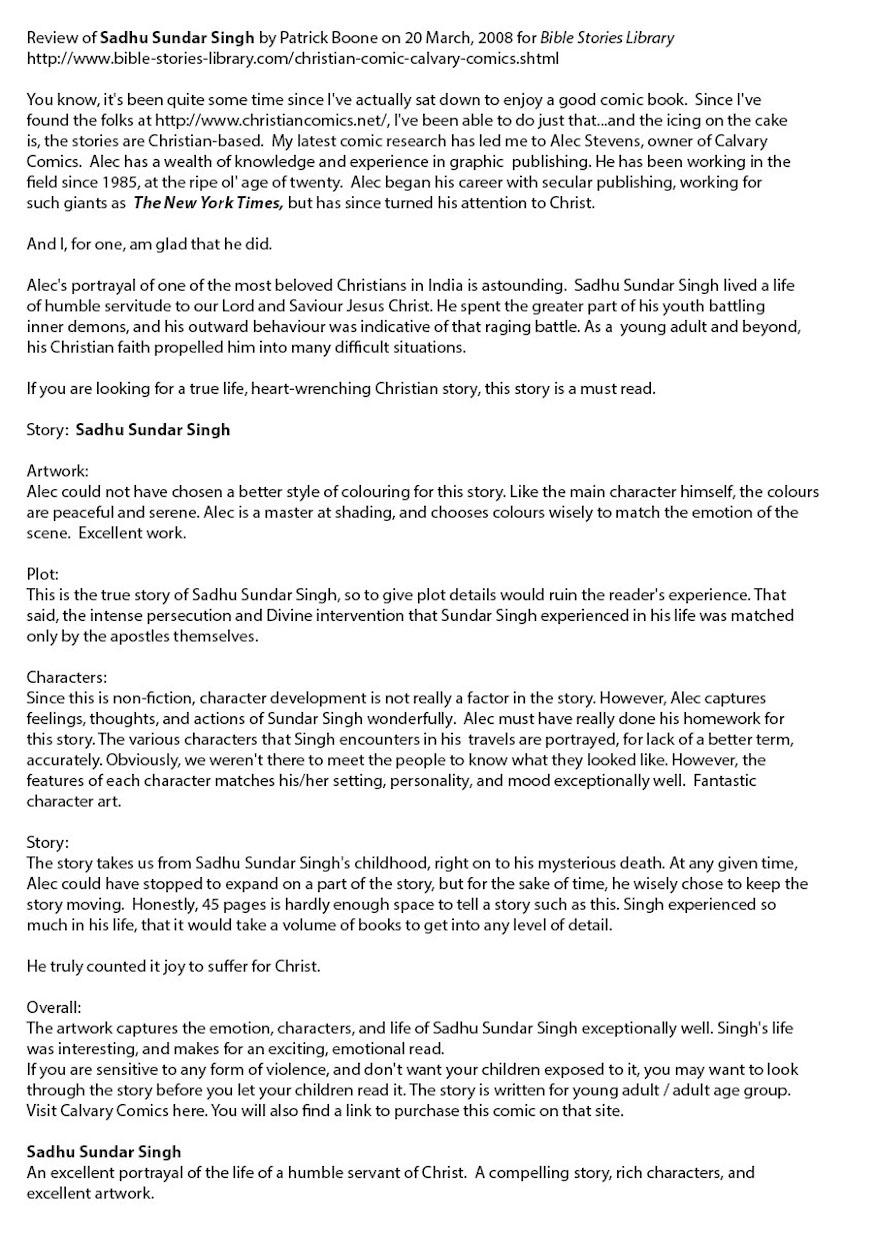 Review of Sadhu Sundar Singh by Patrick Boone on 20 March, 2008 for Bible Stories Library
http://www.bible-stories-library.com/christian-comic-calvary-comics.shtml
You know, it's been quite some time since I've actually sat down to enjoy a good comic book.  Since I've
found the folks at http://www.christiancomics.net/, I've been able to do just that...and the icing on the cake
is, the stories are Christian-based.  My latest comic research has led me to Alec Stevens, owner of Calvary
Comics.  Alec has a wealth of knowledge and experience in graphic  publishing. He has been working in the
field since 1985, at the ripe ol' age of twenty.  Alec began his career with secular publishing, working for
such giants as  The New York Times, but has since turned his attention to Christ.
And I, for one, am glad that he did.
Alec's portrayal of one of the most beloved Christians in India is astounding.  Sadhu Sundar Singh lived a life
of humble servitude to our Lord and Saviour Jesus Christ. He spent the greater part of his youth battling
inner demons, and his outward behaviour was indicative of that raging battle. As a  young adult and beyond,
his Christian faith propelled him into many difficult situations.
If you are looking for a true life, heart-wrenching Christian story, this story is a must read.
Story:  Sadhu Sundar Singh
Artwork:
Alec could not have chosen a better style of colouring for this story. Like the main character himself, the colours
are peaceful and serene. Alec is a master at shading, and chooses colours wisely to match the emotion of the
scene.  Excellent work.
Plot:
This is the true story of Sadhu Sundar Singh, so to give plot details would ruin the reader's experience. That
said, the intense persecution and Divine intervention that Sundar Singh experienced in his life was matched
only by the apostles themselves.
Characters:
Since this is non-fiction, character development is not really a factor in the story. However, Alec captures
feelings, thoughts, and actions of Sundar Singh wonderfully.  Alec must have really done his homework for
this story. The various characters that Singh encounters in his  travels are portrayed, for lack of a better term,
accurately. Obviously, we weren't there to meet the people to know what they looked like. However, the
features of each character matches his/her setting, personality, and mood exceptionally well.  Fantastic
character art.
Story:
The story takes us from Sadhu Sundar Singh's childhood, right on to his mysterious death. At any given time,
Alec could have stopped to expand on a part of the story, but for the sake of time, he wisely chose to keep the
story moving.  Honestly, 45 pages is hardly enough space to tell a story such as this. Singh experienced so
much in his life, that it would take a volume of books to get into any level of detail.
He truly counted it joy to suffer for Christ.
Overall:
The artwork captures the emotion, characters, and life of Sadhu Sundar Singh exceptionally well. Singh's life
was interesting, and makes for an exciting, emotional read.
If you are sensitive to any form of violence, and don't want your children exposed to it, you may want to look
through the story before you let your children read it. The story is written for young adult / adult age group.
Visit Calvary Comics here. You will also find a link to purchase this comic on that site.
Sadhu Sundar Singh
An excellent portrayal of the life of a humble servant of Christ.  A compelling story, rich characters, and
excellent artwork.